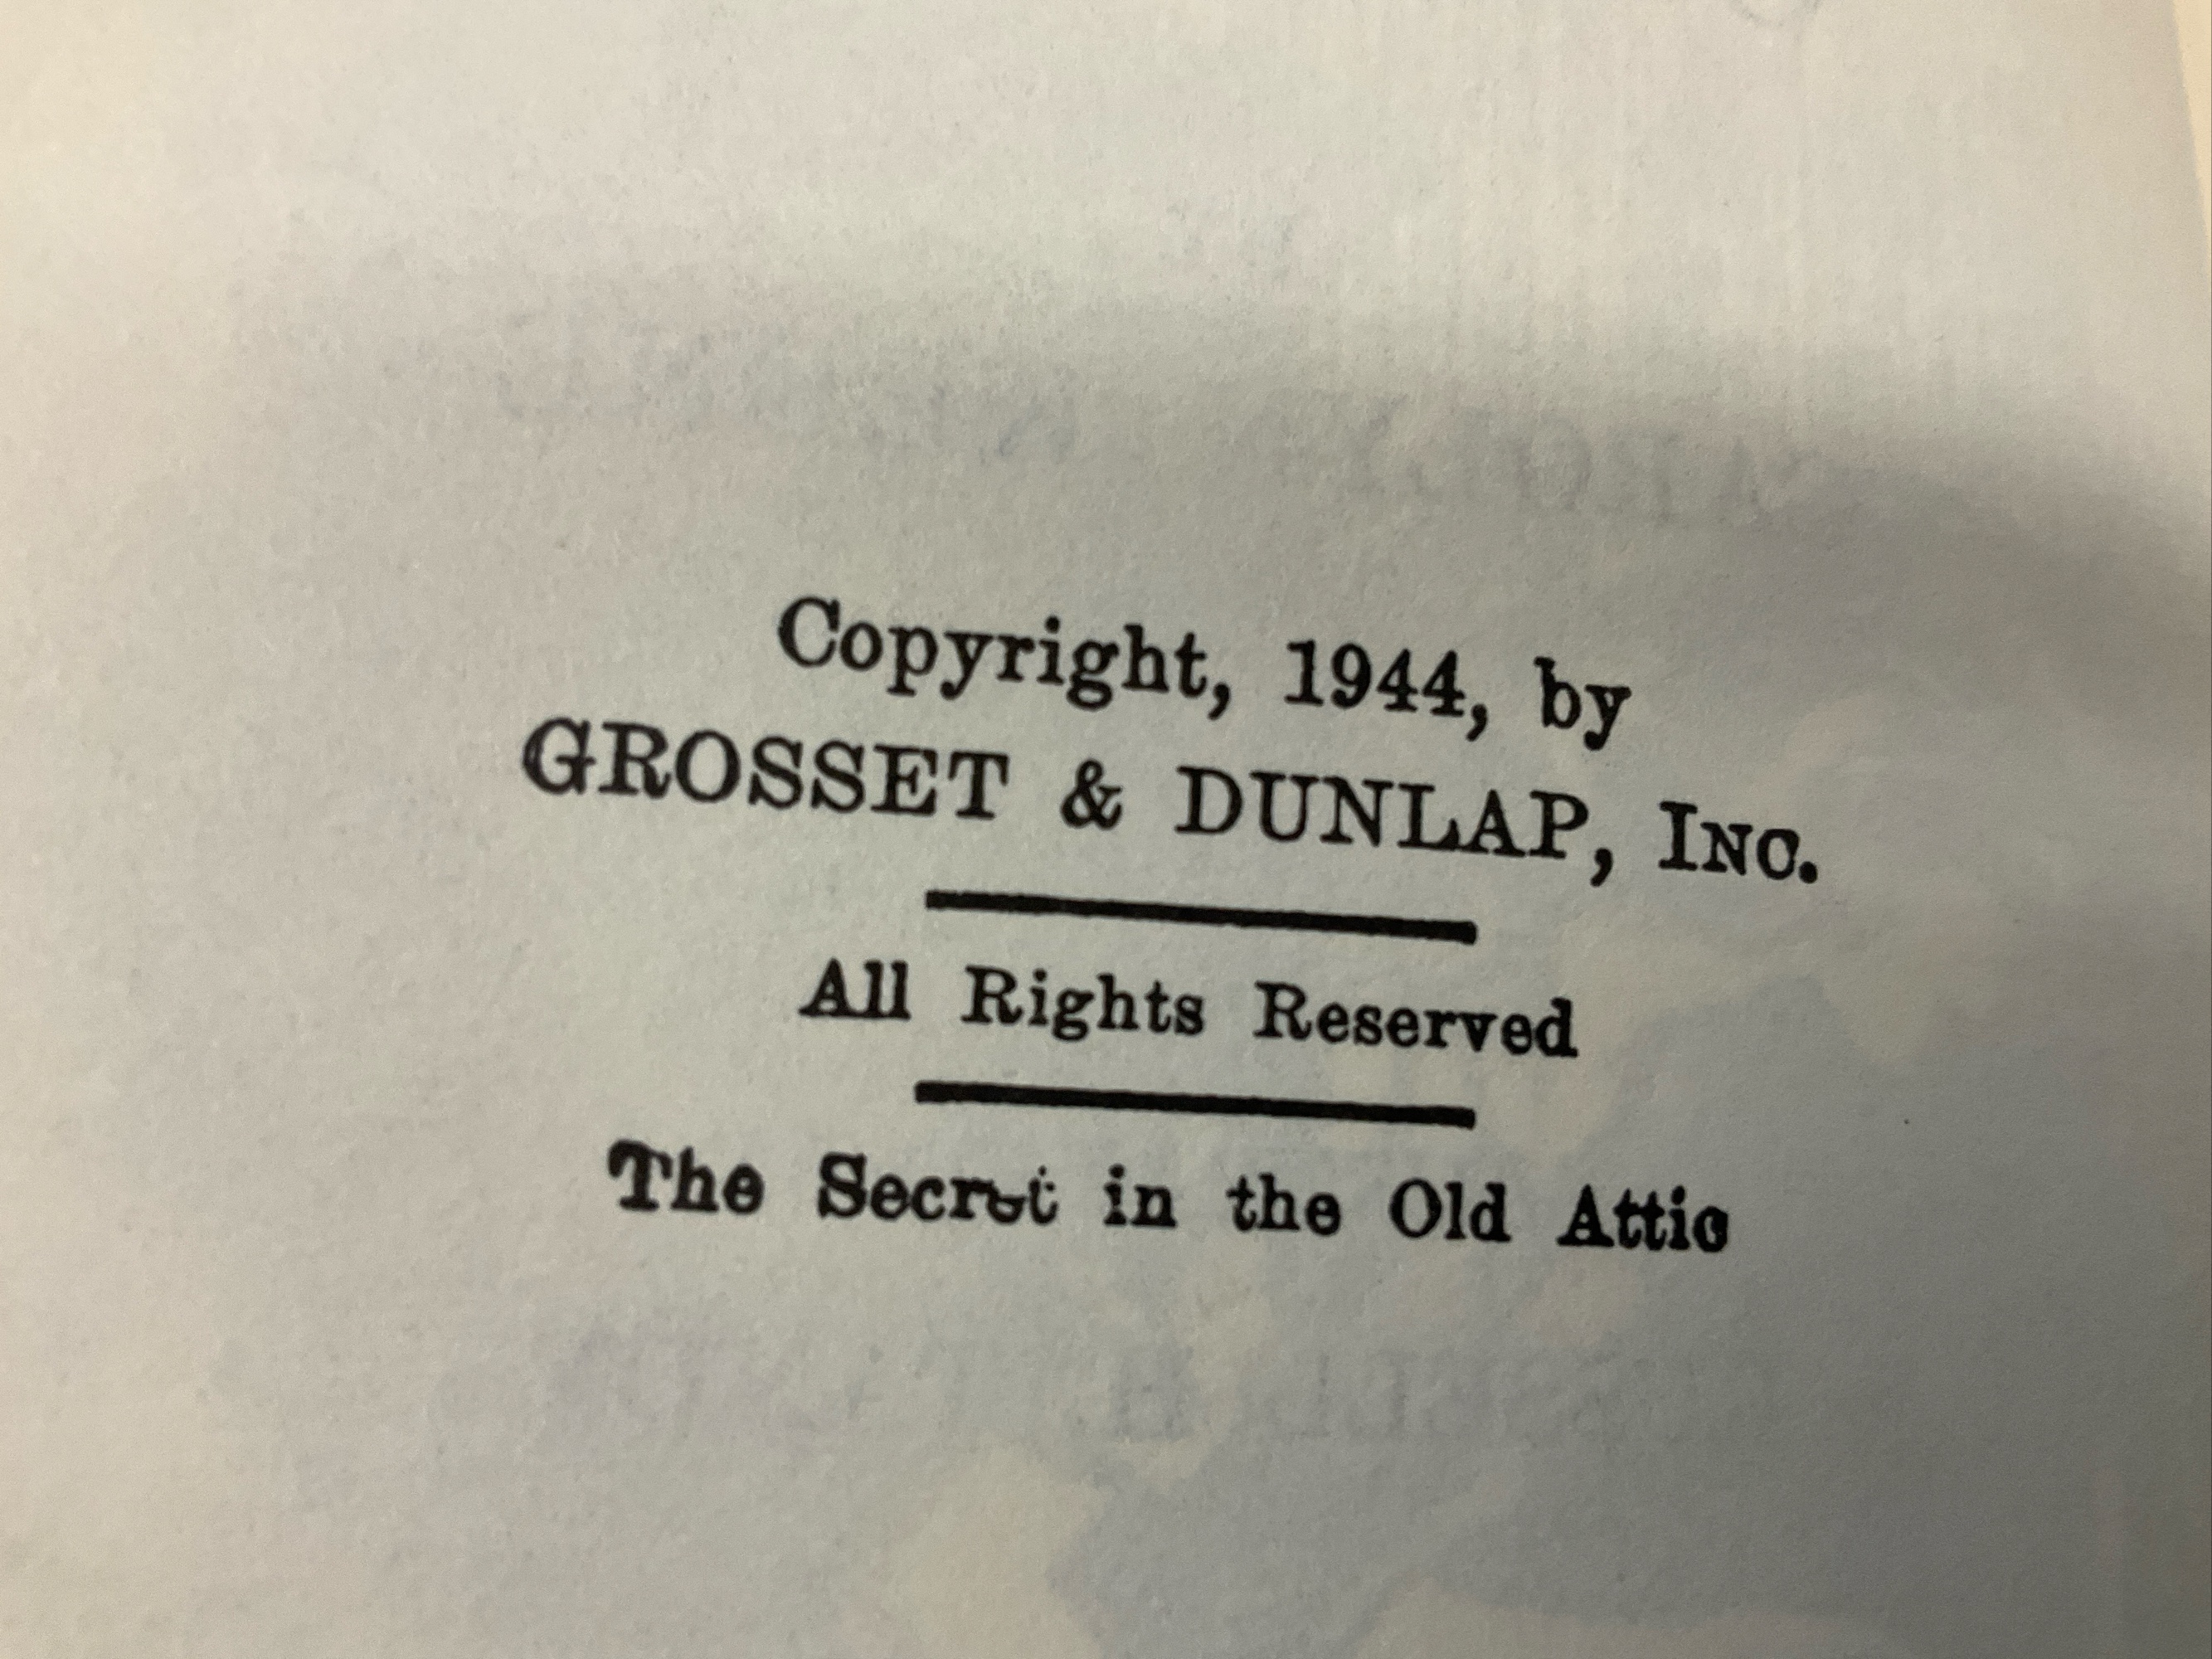 Copyright, 1944, by
GROSSET & DUNLAP, INC.
All Rights Reserved
The Secret in the Old Attic